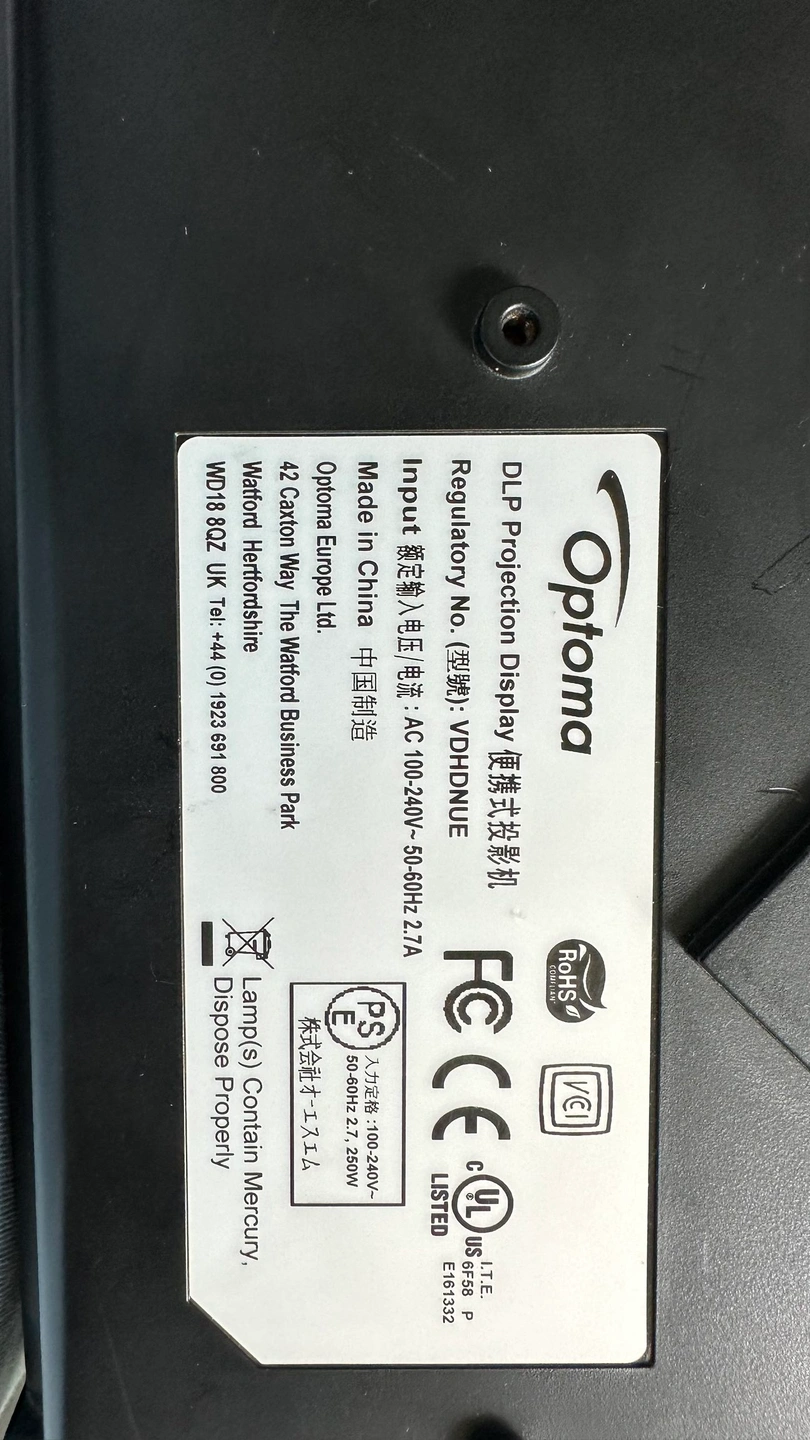 Optoma
DLP Projection Display 便携式投影机
Regulatory No. (型號): VDHDNUE
Input 额定输入电压/电流 : AC 100-240V~ 50-60Hz 2.7A
Made in China 中国制造
Optoma Europe Ltd.
42 Caxton Way The Watford Business Park
Watford Hertfordshire
WD18 8QZ UK Tel: +44 (0) 1923 691 800
RoHS
COMPLIANT
VCCI
FC CE
C UL US
®
LISTED
I.T.E.
6F58 P
E161332
PS
E
入力定格 :100-240V~
50-60Hz 2.7, 250W
株式会社オーエスエム
Lamp(s) Contain Mercury,
Dispose Properly